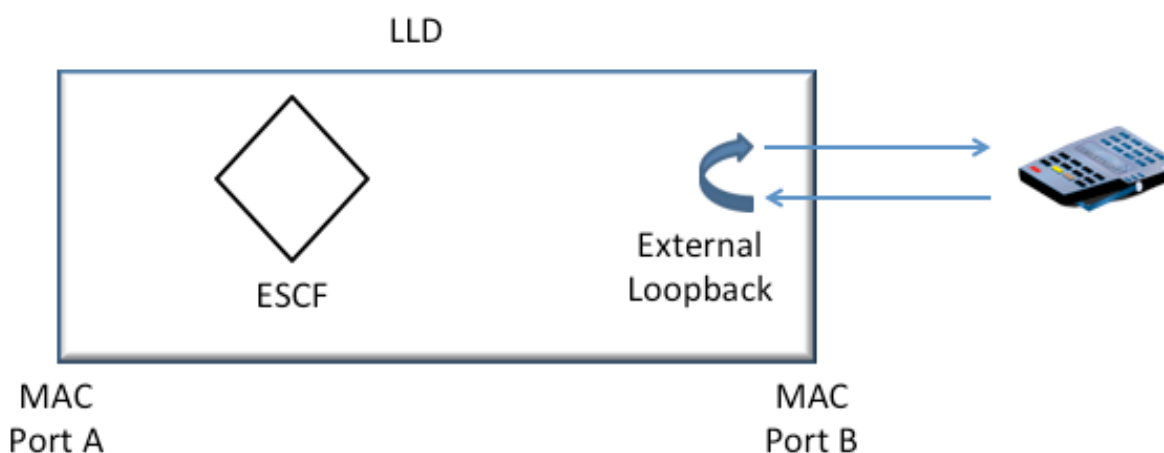 LLD
External
Loopback
ESCF
MAC
Port A
MAC
Port B